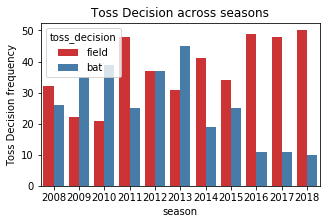 Toss Decision across seasons
toss_decision
field
bat
Toss Decision frequency
50
40
30
20
10
0
2008 2009 2010 2011 2012 2013 2014 2015 2016 2017 2018
season